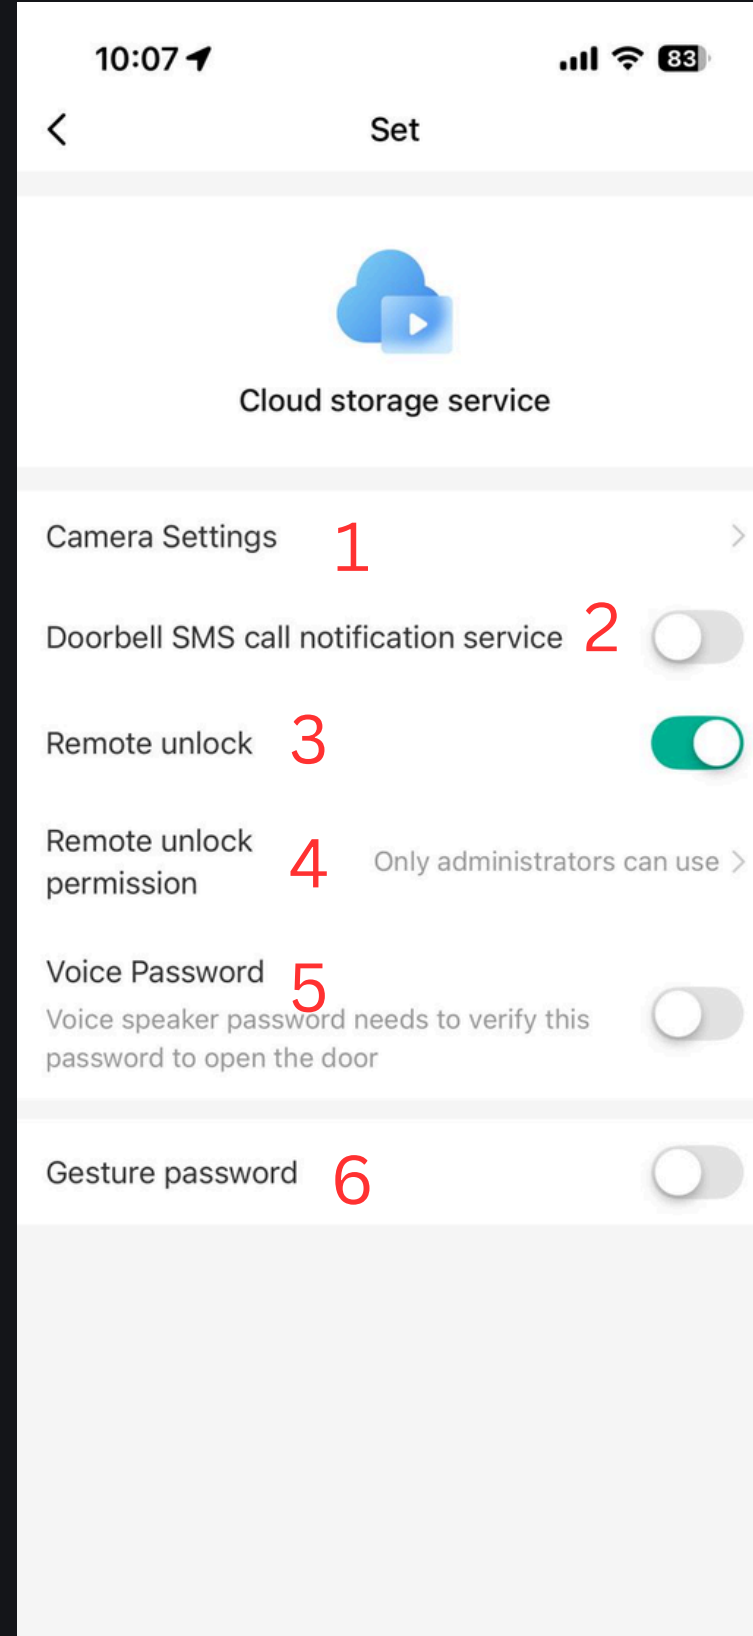 10:07
83
Set
Cloud storage service
Camera Settings 1
Doorbell SMS call notification service 2
Remote unlock 3
Remote unlock
permission 4 Only administrators can use
Voice Password 5
Voice speaker password needs to verify this
password to open the door
Gesture password 6